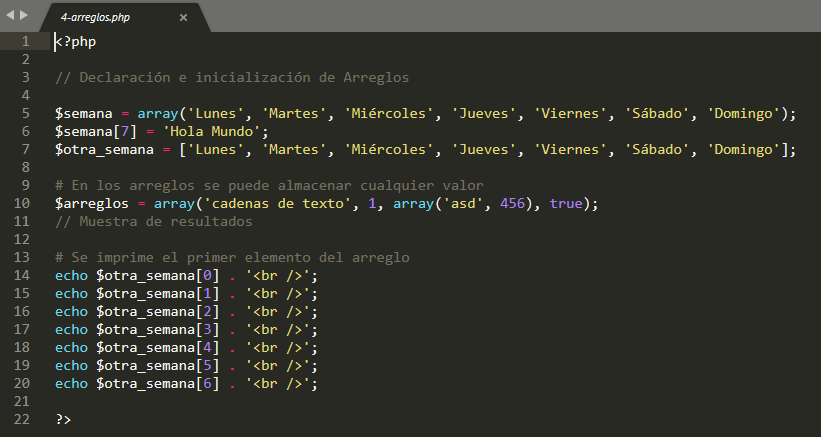 4-arreglos.php ×
1 <?php
2
3 // Declaración e inicialización de Arreglos
4
5 $semana = array('Lunes', 'Martes', 'Miércoles', 'Jueves', 'Viernes', 'Sábado', 'Domingo');
6 $semana[7] = 'Hola Mundo';
7 $otra_semana = ['Lunes', 'Martes', 'Miércoles', 'Jueves', 'Viernes', 'Sábado', 'Domingo'];
8
9 # En los arreglos se puede almacenar cualquier valor
10 $arreglos = array('cadenas de texto', 1, array('asd', 456), true);
11 // Muestra de resultados
12
13 # Se imprime el primer elemento del arreglo
14 echo $otra_semana[0] . '<br />';
15 echo $otra_semana[1] . '<br />';
16 echo $otra_semana[2] . '<br />';
17 echo $otra_semana[3] . '<br />';
18 echo $otra_semana[4] . '<br />';
19 echo $otra_semana[5] . '<br />';
20 echo $otra_semana[6] . '<br />';
21
22 ?>